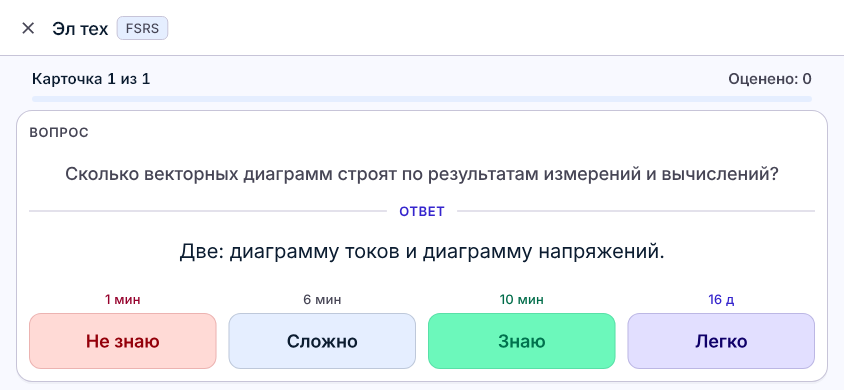 Эл тех FSRS
Карточка 1 из 1 Оценено: 0
ВОПРОС
Сколько векторных диаграмм строят по результатам измерений и вычислений?
ОТВЕТ
Две: диаграмму токов и диаграмму напряжений.
1 мин 6 мин 10 мин 16 д
Не знаю Сложно Знаю Легко